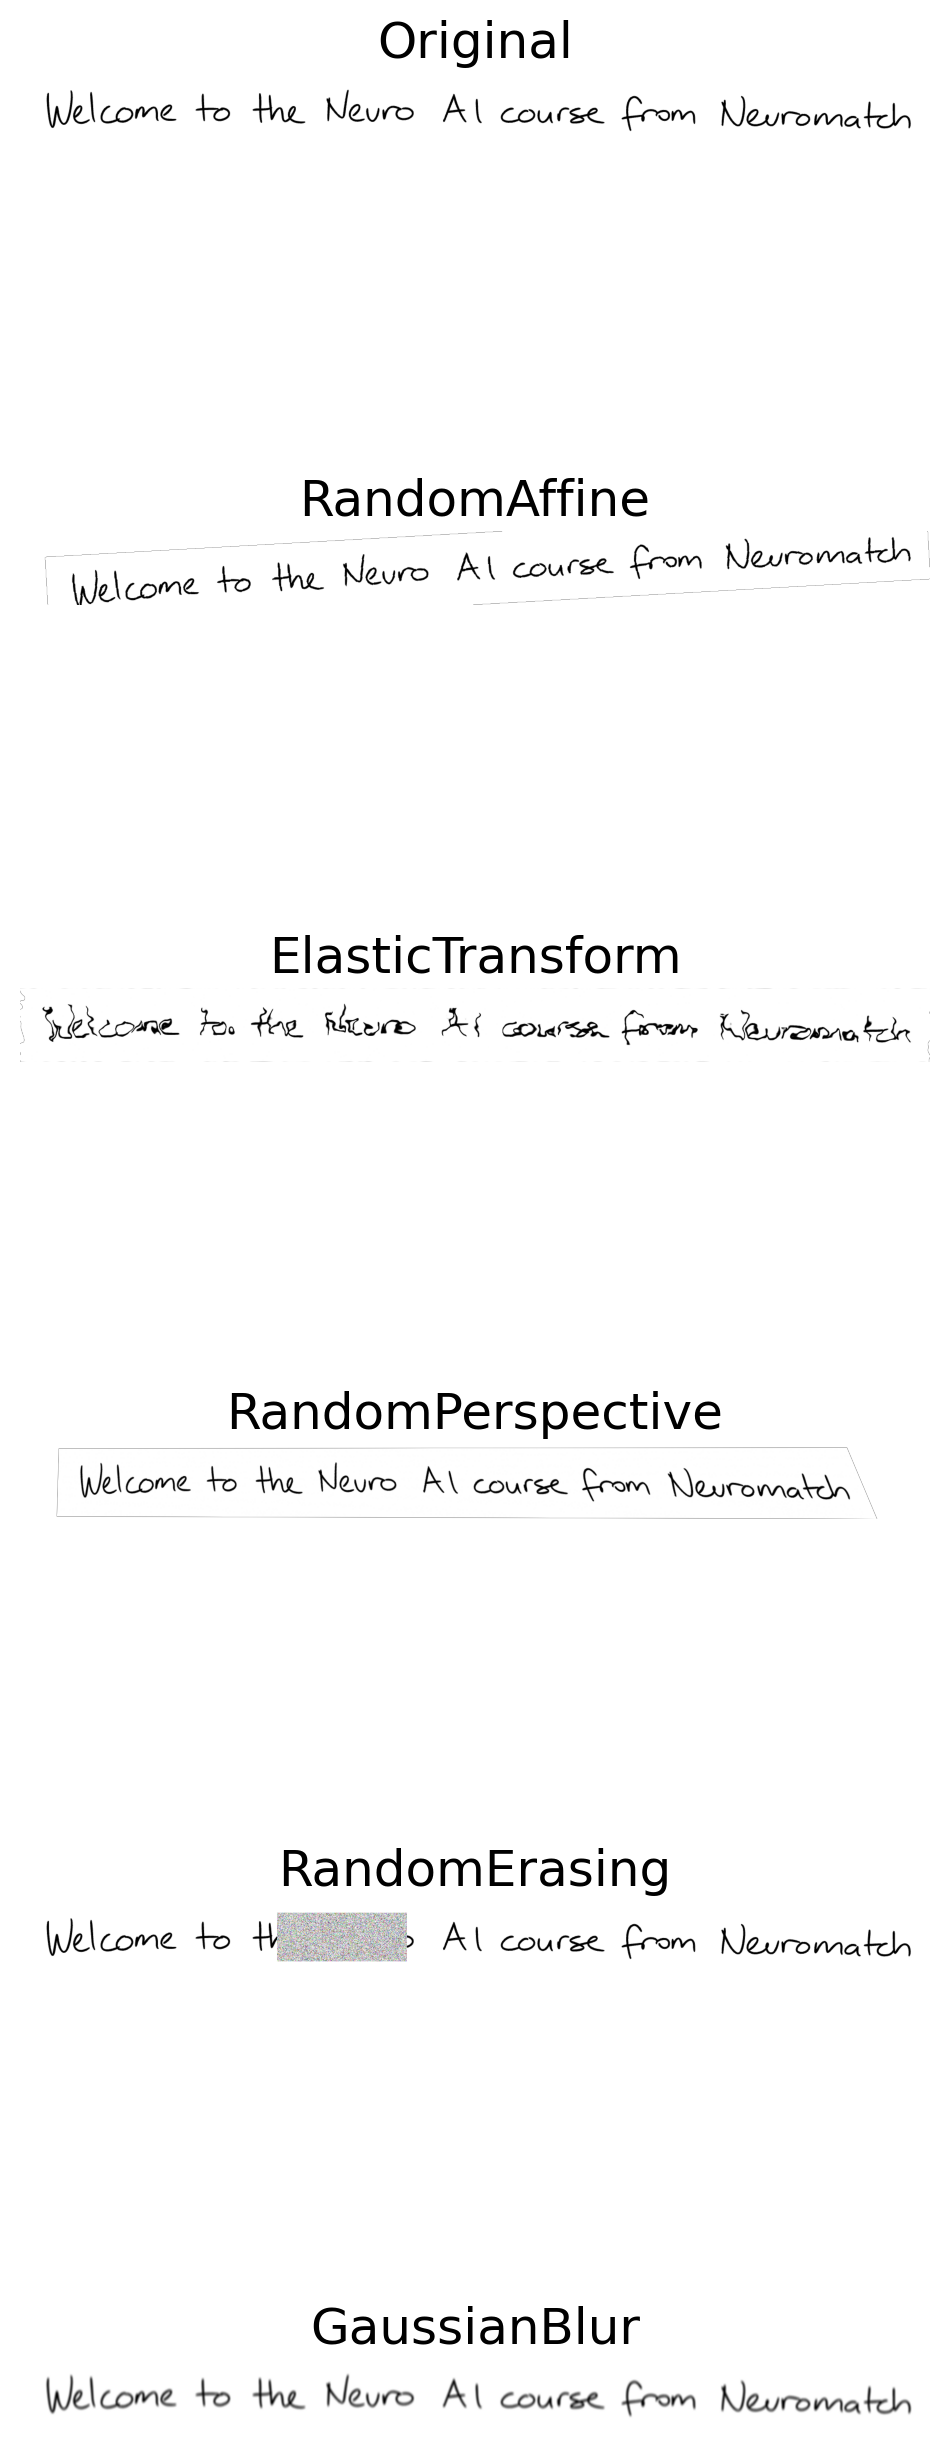 Original
Welcome to the Neuro AI course from Neuromatch
RandomAffine
Welcome to the Neuro AI course from Neuromatch
ElasticTransform
Welcome to the Neuro AI course from Neuromatch
RandomPerspective
Welcome to the Neuro AI course from Neuromatch
RandomErasing
Welcome to AI course from Neuromatch
GaussianBlur
Welcome to the Neuro AI course from Neuromatch